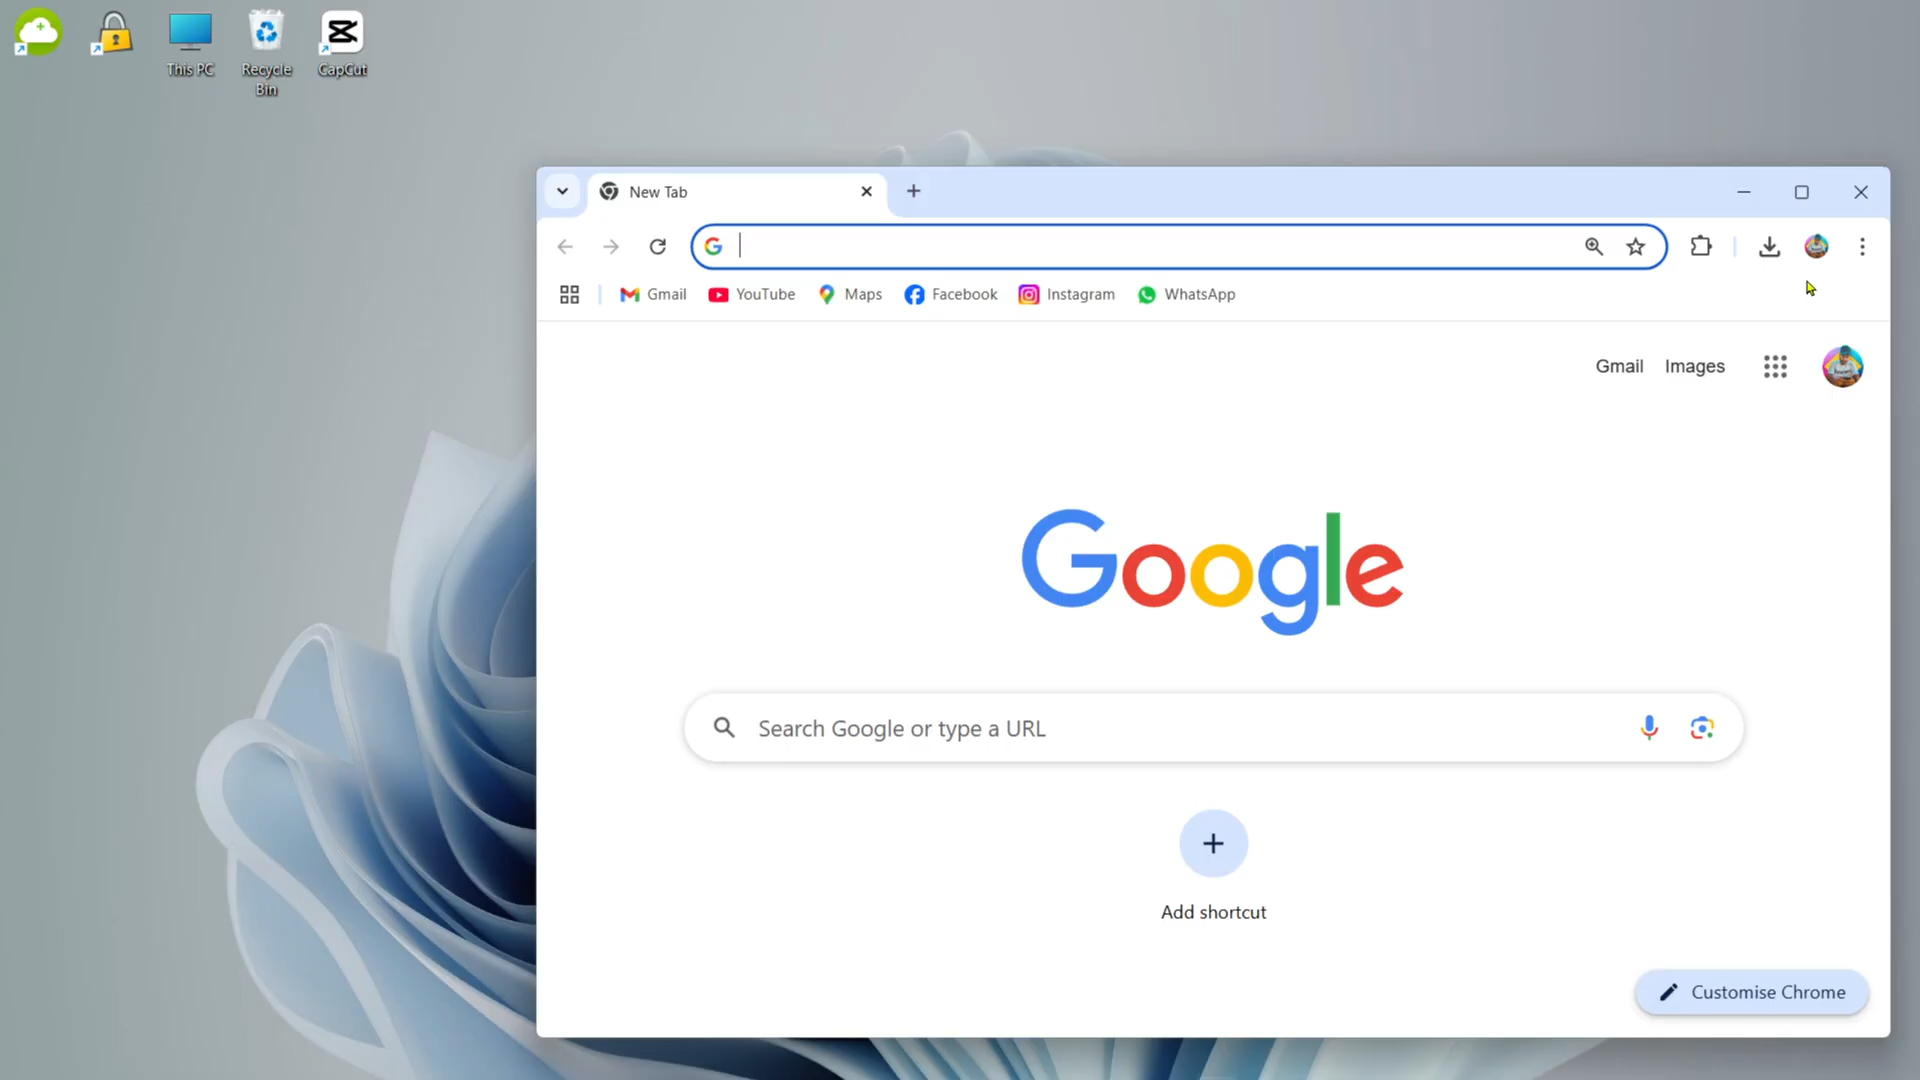 This PC
Recycle
Bin
CapCut
New Tab
Gmail
YouTube
Maps
Facebook
Instagram
WhatsApp
Gmail
Images
Google
Search Google or type a URL
Add shortcut
Customise Chrome